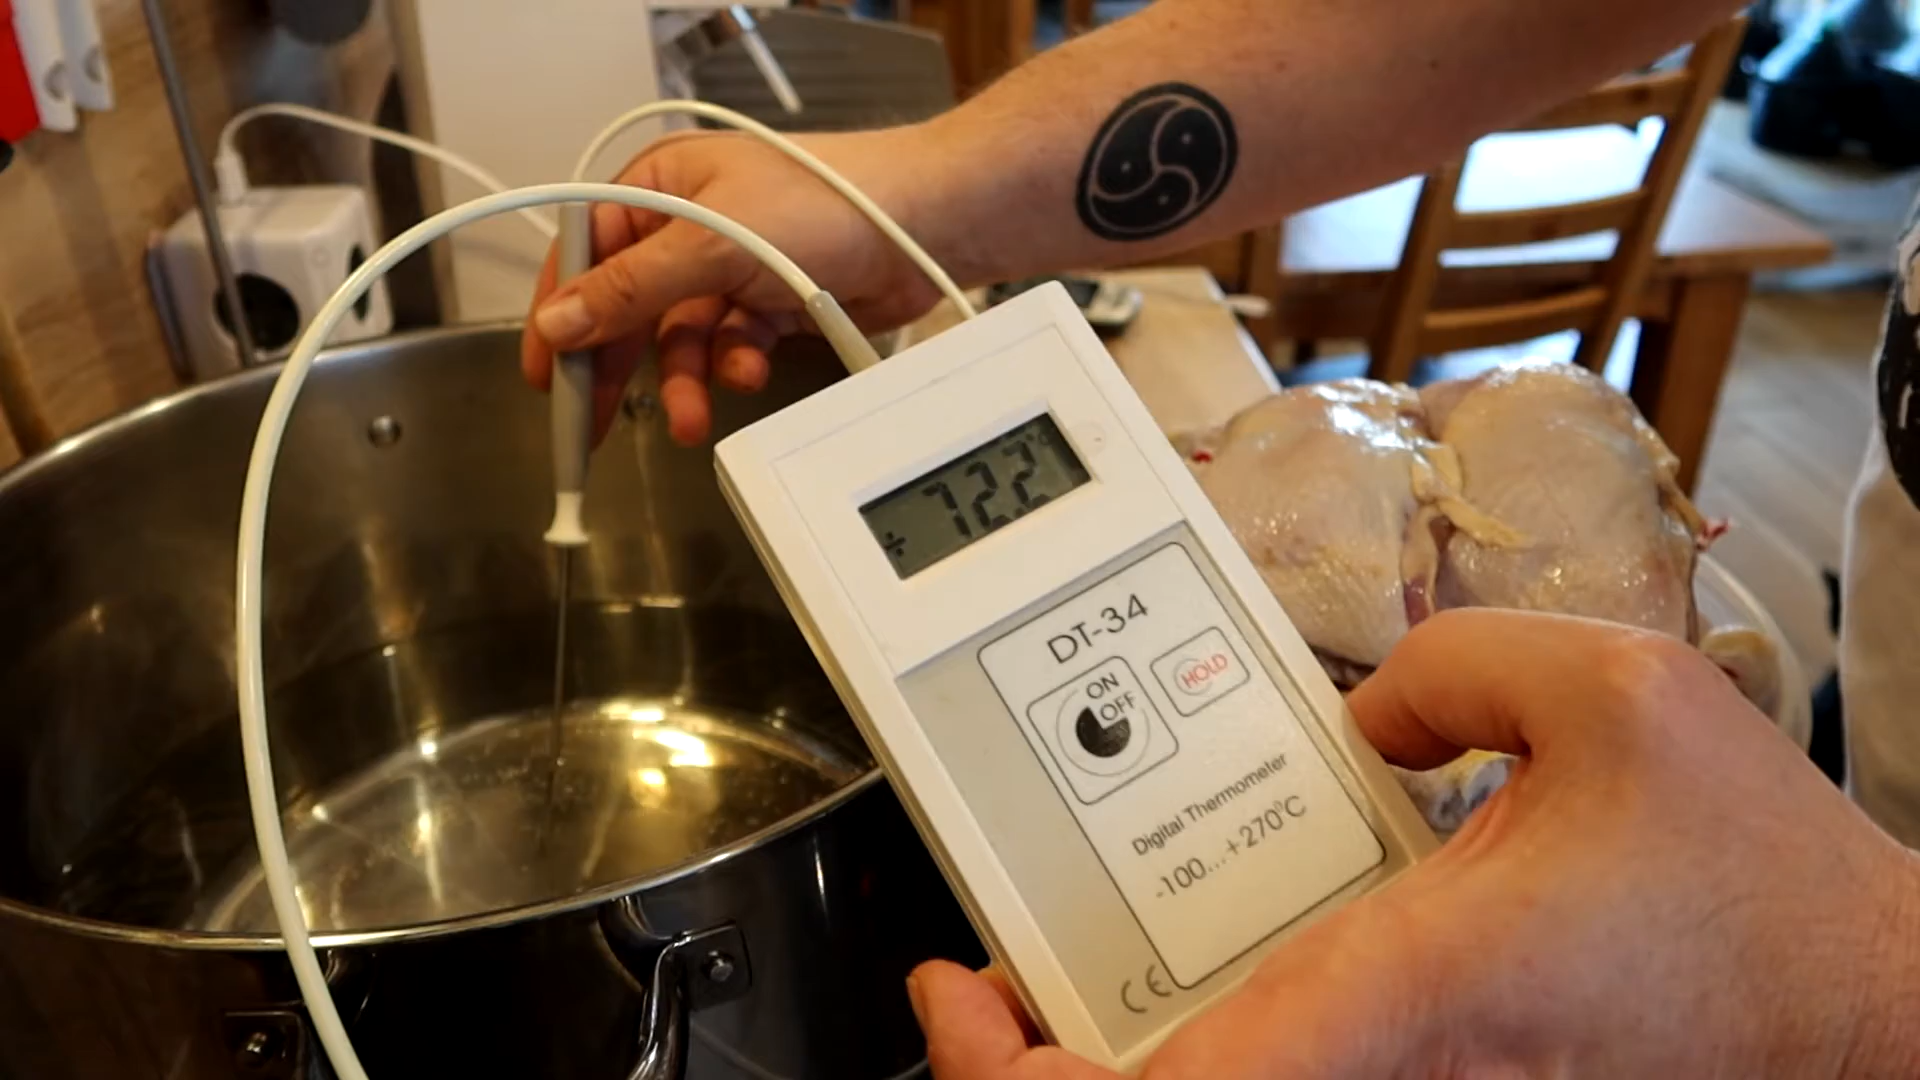 72.2°C
DT-34
ON
OFF
HOLD
Digital Thermometer
-100...+270°C
CE